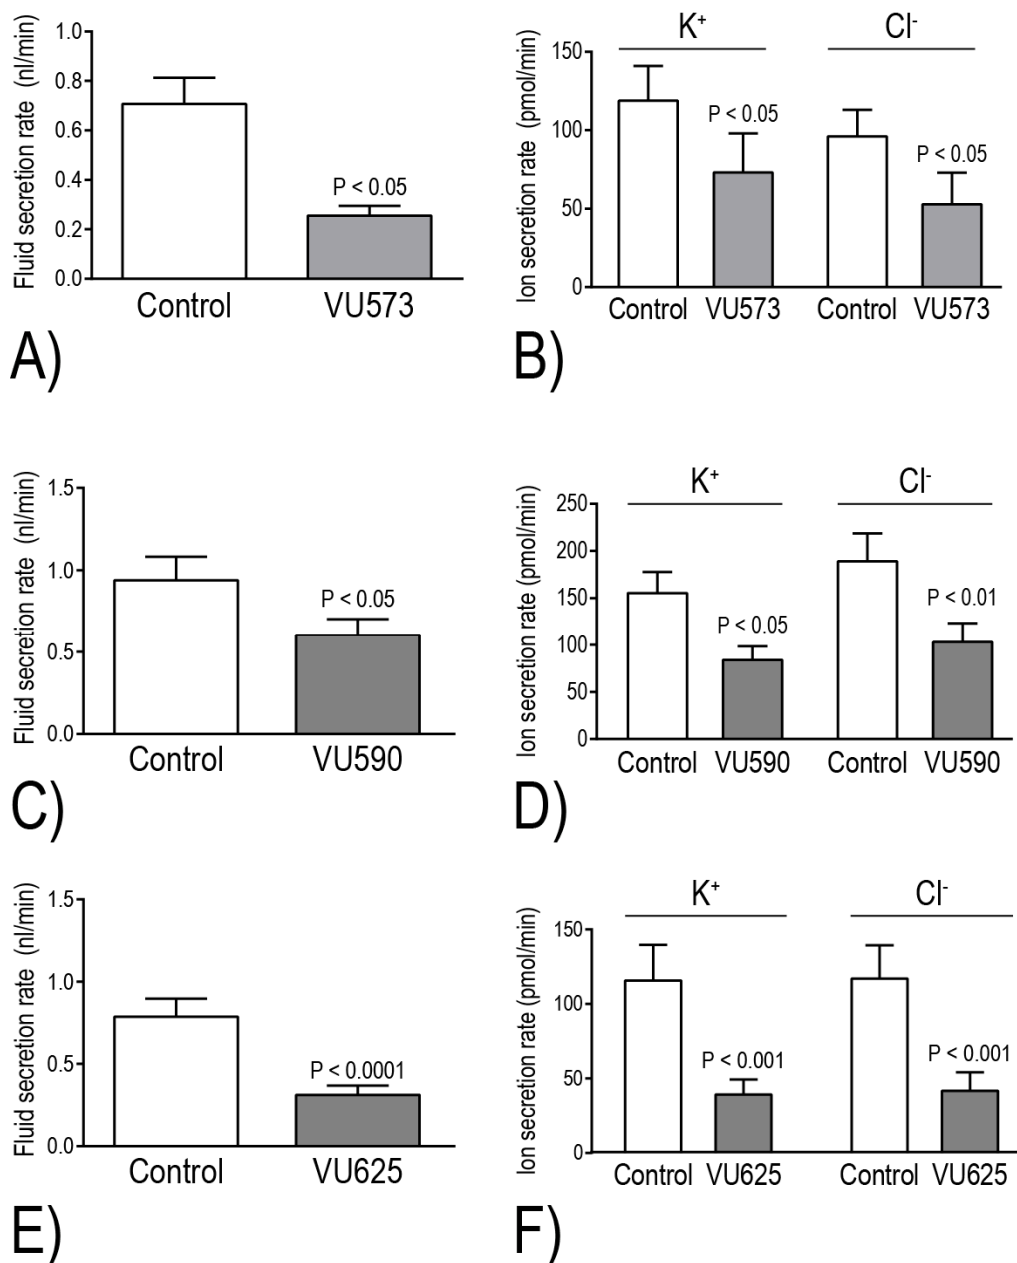 Fluid secretion rate (nl/min)
1.0
0.8
0.6
0.4
0.2
0.0
P < 0.05
Control VU573
A)
K⁺ Cl⁻
Ion secretion rate (pmol/min)
150
100
50
0
P < 0.05
P < 0.05
Control VU573 Control VU573
B)
Fluid secretion rate (nl/min)
1.5
1.0
0.5
0.0
P < 0.05
Control VU590
C)
K⁺ Cl⁻
Ion secretion rate (pmol/min)
250
200
150
100
50
0
P < 0.05
P < 0.01
Control VU590 Control VU590
D)
Fluid secretion rate (nl/min)
1.5
1.0
0.5
0.0
P < 0.0001
Control VU625
E)
K⁺ Cl⁻
Ion secretion rate (pmol/min)
150
100
50
0
P < 0.001
P < 0.001
Control VU625 Control VU625
F)